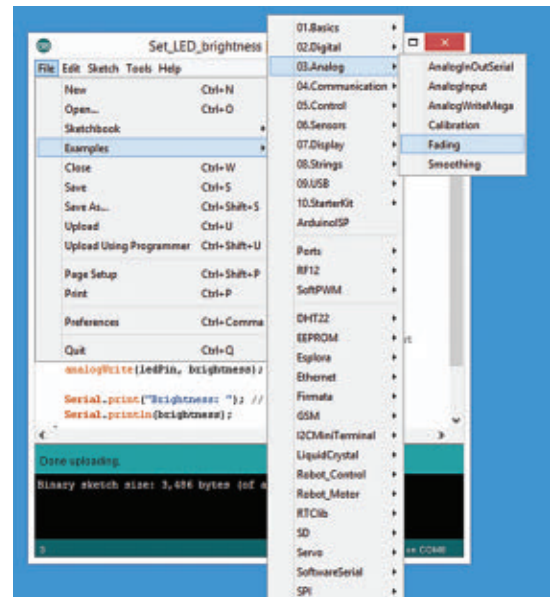 Set_LED_brightness
File Edit Sketch Tools Help
New Ctrl+N
Open... Ctrl+O
Sketchbook
Examples
Close Ctrl+W
Save Ctrl+S
Save As... Ctrl+Shift+S
Upload Ctrl+U
Upload Using Programmer Ctrl+Shift+U
Page Setup Ctrl+Shift+P
Print Ctrl+P
Preferences Ctrl+Comma
Quit Ctrl+Q
01.Basics
02.Digital
03.Analog
04.Communication
05.Control
06.Sensors
07.Display
08.Strings
09.USB
10.StarterKit
ArduinoISP
Ports
RF12
SoftPWM
DHT22
EEPROM
Esplora
Ethernet
Firmata
GSM
I2CMiniTerminal
LiquidCrystal
Robot_Control
Robot_Motor
RTClib
SD
Servo
SoftwareSerial
SPI
AnalogInOutSerial
AnalogInput
AnalogWriteMega
Calibration
Fading
Smoothing
analogWrite(ledPin, brightness);
Serial.print("Brightness: "); //
Serial.println(brightness);
Done uploading.
Binary sketch size: 3,486 bytes (of a
3